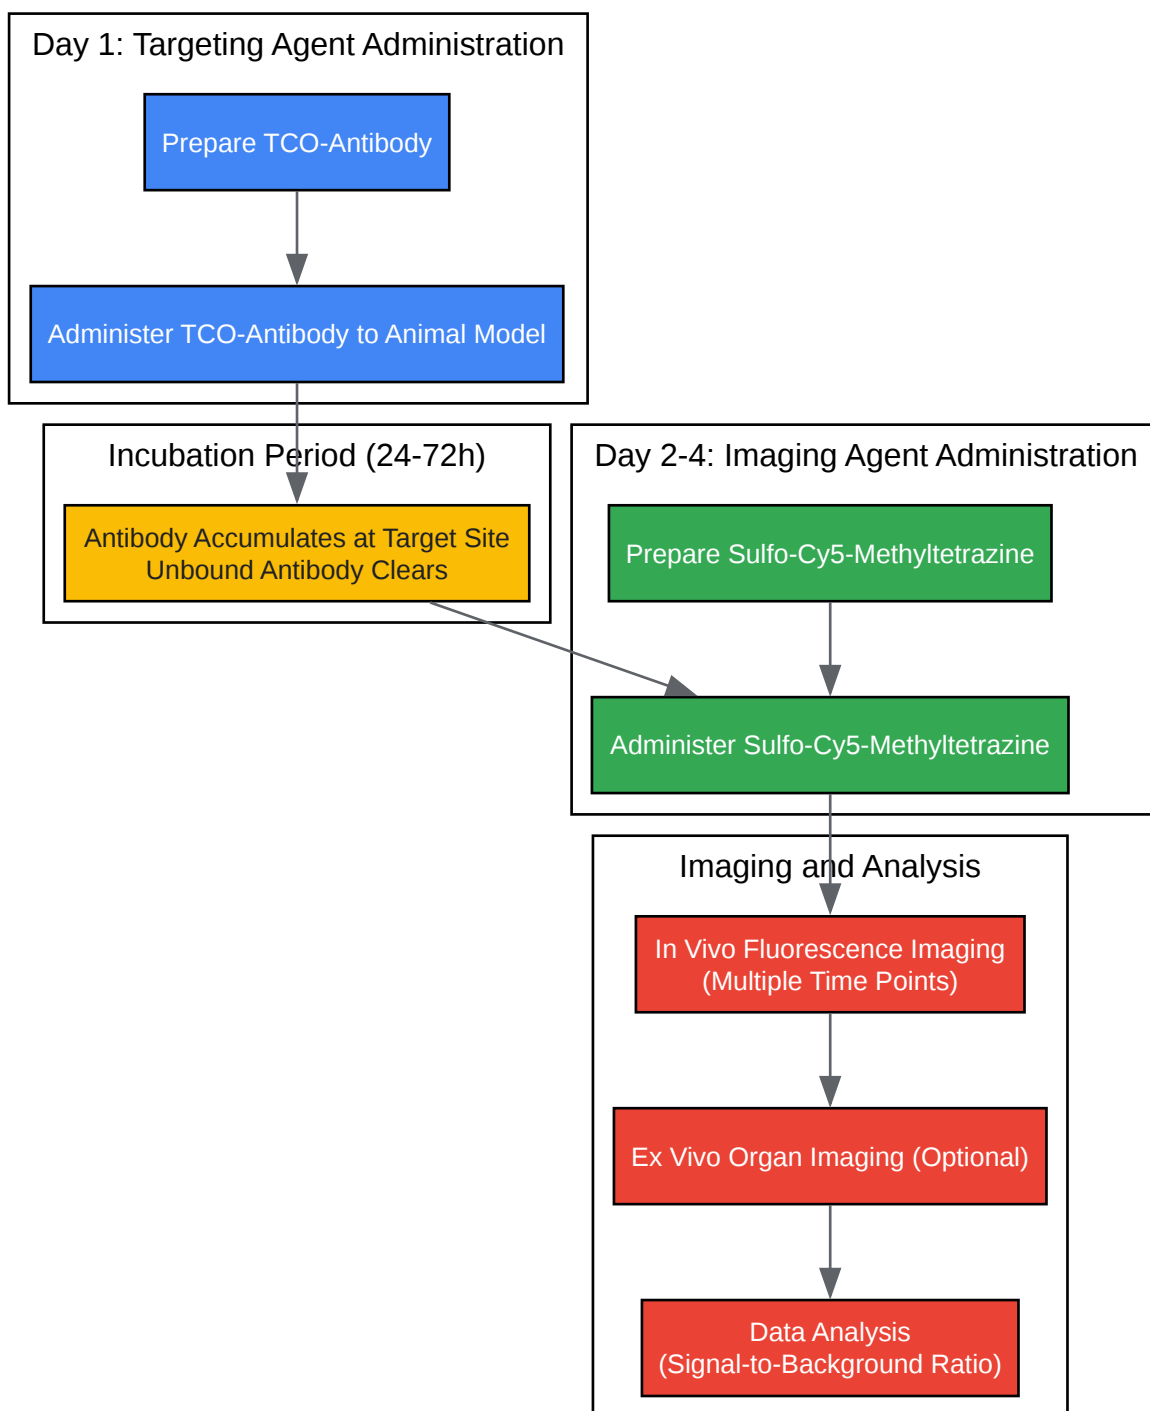 Day 1: Targeting Agent Administration
Prepare TCO-Antibody
Administer TCO-Antibody to Animal Model
Incubation Period (24-72h)
Antibody Accumulates at Target Site
Unbound Antibody Clears
Day 2-4: Imaging Agent Administration
Prepare Sulfo-Cy5-Methyltetrazine
Administer Sulfo-Cy5-Methyltetrazine
Imaging and Analysis
In Vivo Fluorescence Imaging
(Multiple Time Points)
Ex Vivo Organ Imaging (Optional)
Data Analysis
(Signal-to-Background Ratio)